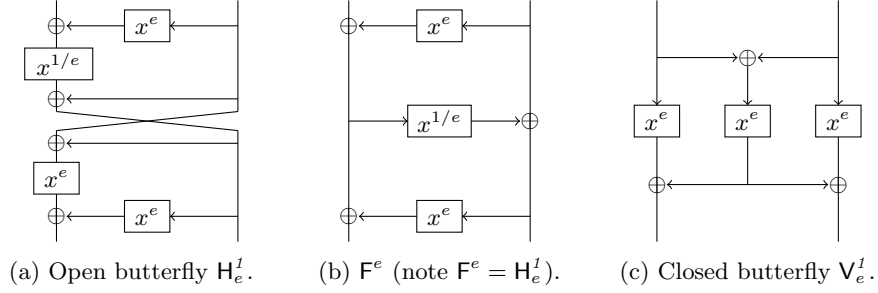 x^e x^e
x^{1/e}
x^{1/e}
x^e x^e x^e
x^e
x^e x^e
(a) Open butterfly H_e^1. (b) F^e (note F^e = H_e^1). (c) Closed butterfly V_e^1.